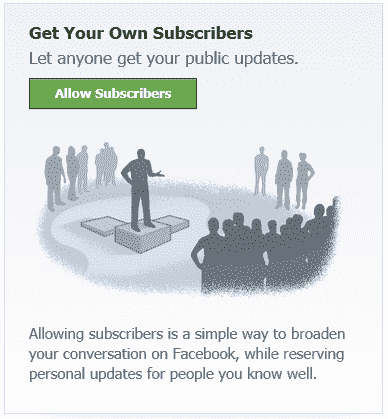 Get Your Own Subscribers
Let anyone get your public updates.
Allow Subscribers
Allowing subscribers is a simple way to broaden
your conversation on Facebook, while reserving
personal updates for people you know well.